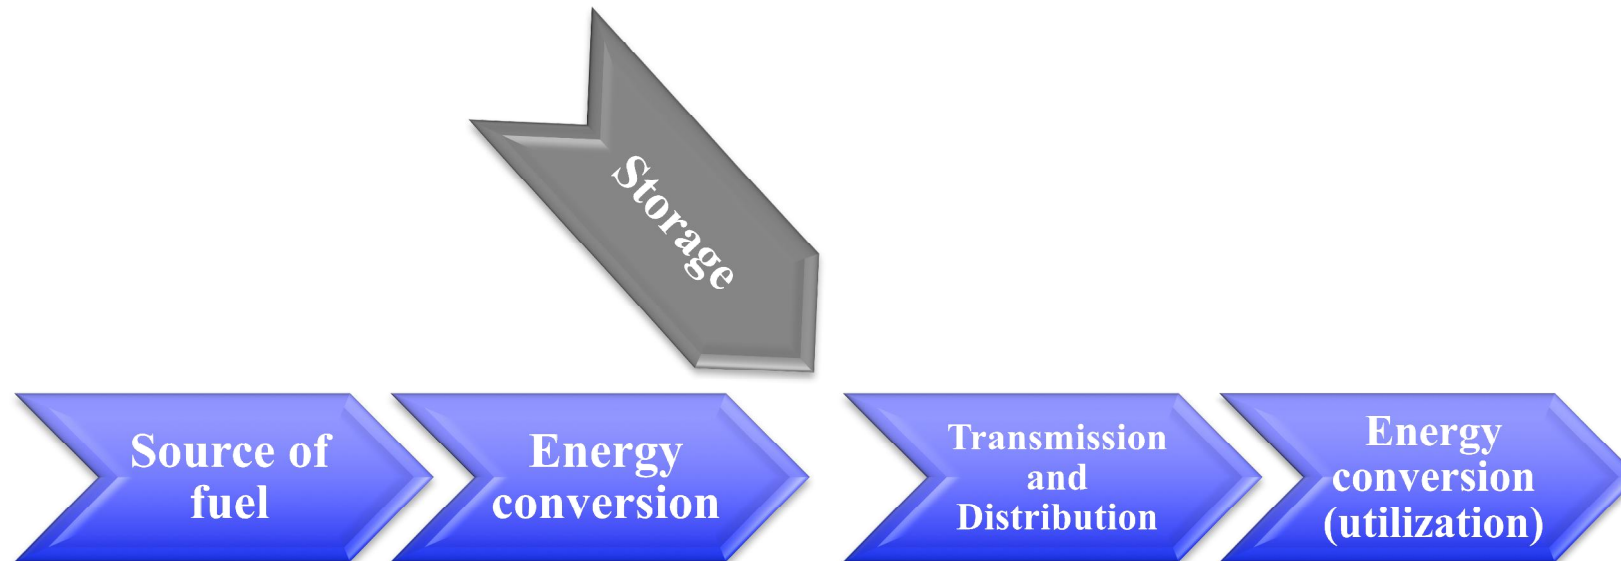 Storage
Source of
fuel
Energy
conversion
Transmission
and
Distribution
Energy
conversion
(utilization)